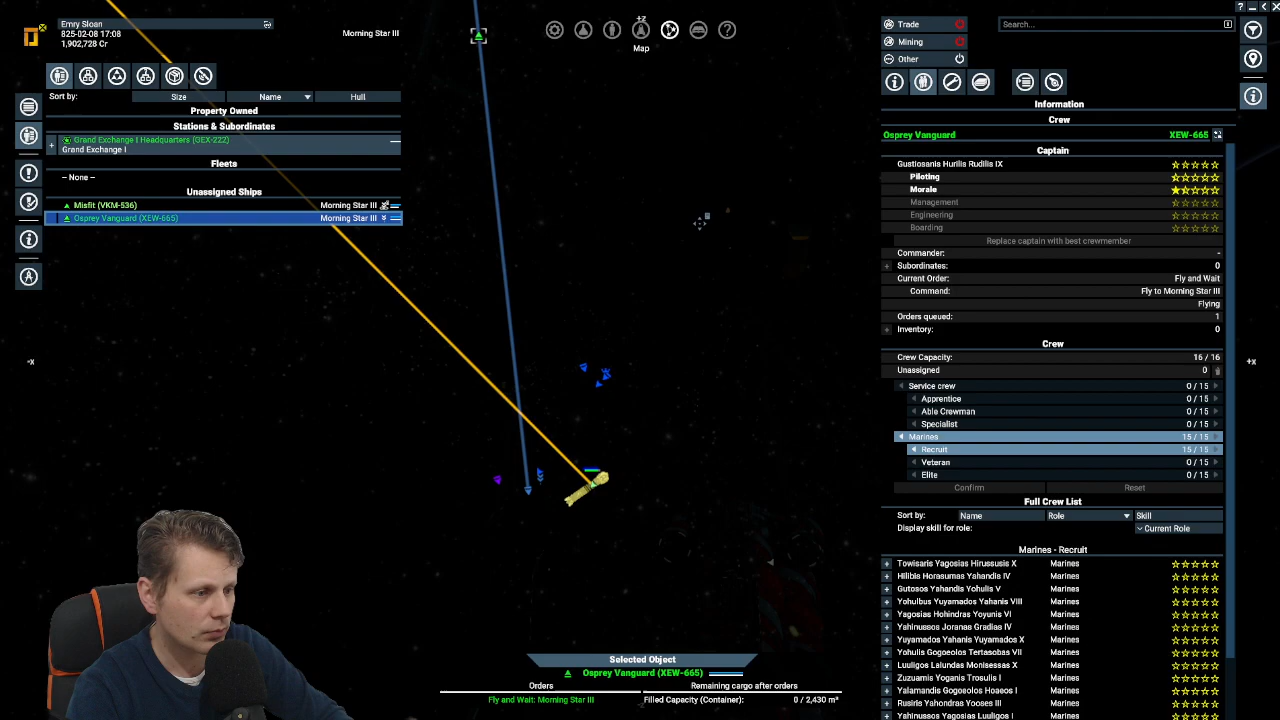 Emry Sloan
825-02-08 17:08
1,902,728 Cr
Morning Star III
+z
Map
Sort by:
Size
Name
Hull
Property Owned
Stations & Subordinates
Grand Exchange I Headquarters (GEX-222)
Grand Exchange I
Fleets
– None –
Unassigned Ships
Misfit (VKM-536)
Morning Star III
Osprey Vanguard (XEW-665)
Morning Star III
-x
+x
Selected Object
Osprey Vanguard (XEW-665)
Orders
Remaining cargo after orders
Fly and Wait: Morning Star III
Filled Capacity (Container):
0 / 2,430 m³
Trade
Mining
Other
Search...
Information
Crew
Osprey Vanguard
XEW-665
Captain
Gustiosanis Hurilis Rudilis IX
Piloting
Morale
Management
Engineering
Boarding
Replace captain with best crewmember
Commander:
-
Subordinates:
0
Current Order:
Fly and Wait
Command:
Fly to Morning Star III
Flying
Orders queued:
1
Inventory:
0
Crew
Crew Capacity:
16 / 16
Unassigned
0
Service crew
0 / 15
Apprentice
0 / 15
Able Crewman
0 / 15
Specialist
0 / 15
Marines
15 / 15
Recruit
15 / 15
Veteran
0 / 15
Elite
0 / 15
Confirm
Reset
Full Crew List
Sort by:
Name
Role
Skill
Display skill for role:
Current Role
Marines - Recruit
Towisaris Yagosias Hirussusis X
Marines
Hilibis Horasumas Yahandis IV
Marines
Gutosos Yahandis Yohulis V
Marines
Yohulbus Yuyamados Yahanis VIII
Marines
Yagosias Hohindras Yoyunis VI
Marines
Yahinussos Joranas Gradias IV
Marines
Yuyamados Yahanis Yuyamados X
Marines
Yohulis Gogoeolos Tertasobas VII
Marines
Luuligos Laiundas Monisessas X
Marines
Zuzumais Yoganis Trosulis I
Marines
Yalamandis Gogoeolos Hoaeos I
Marines
Rusiris Yahondras Yooses III
Marines
Yahinussos Yagosias Luuligos I
Marines